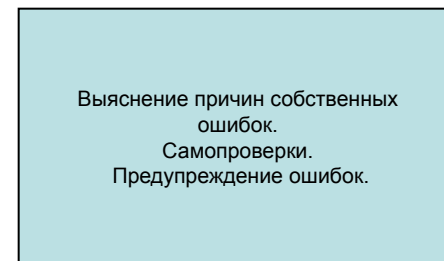 Выяснение причин собственных
ошибок.
Самопроверки.
Предупреждение ошибок.